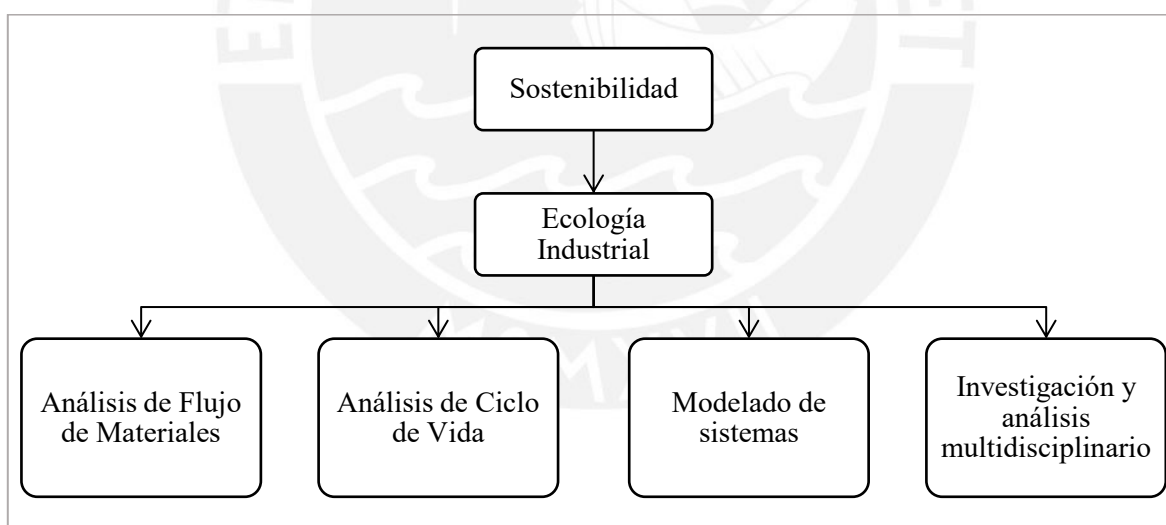 Sostenibilidad
Ecología
Industrial
Análisis de Flujo
de Materiales
Análisis de Ciclo
de Vida
Modelado de
sistemas
Investigación y
análisis
multidisciplinario